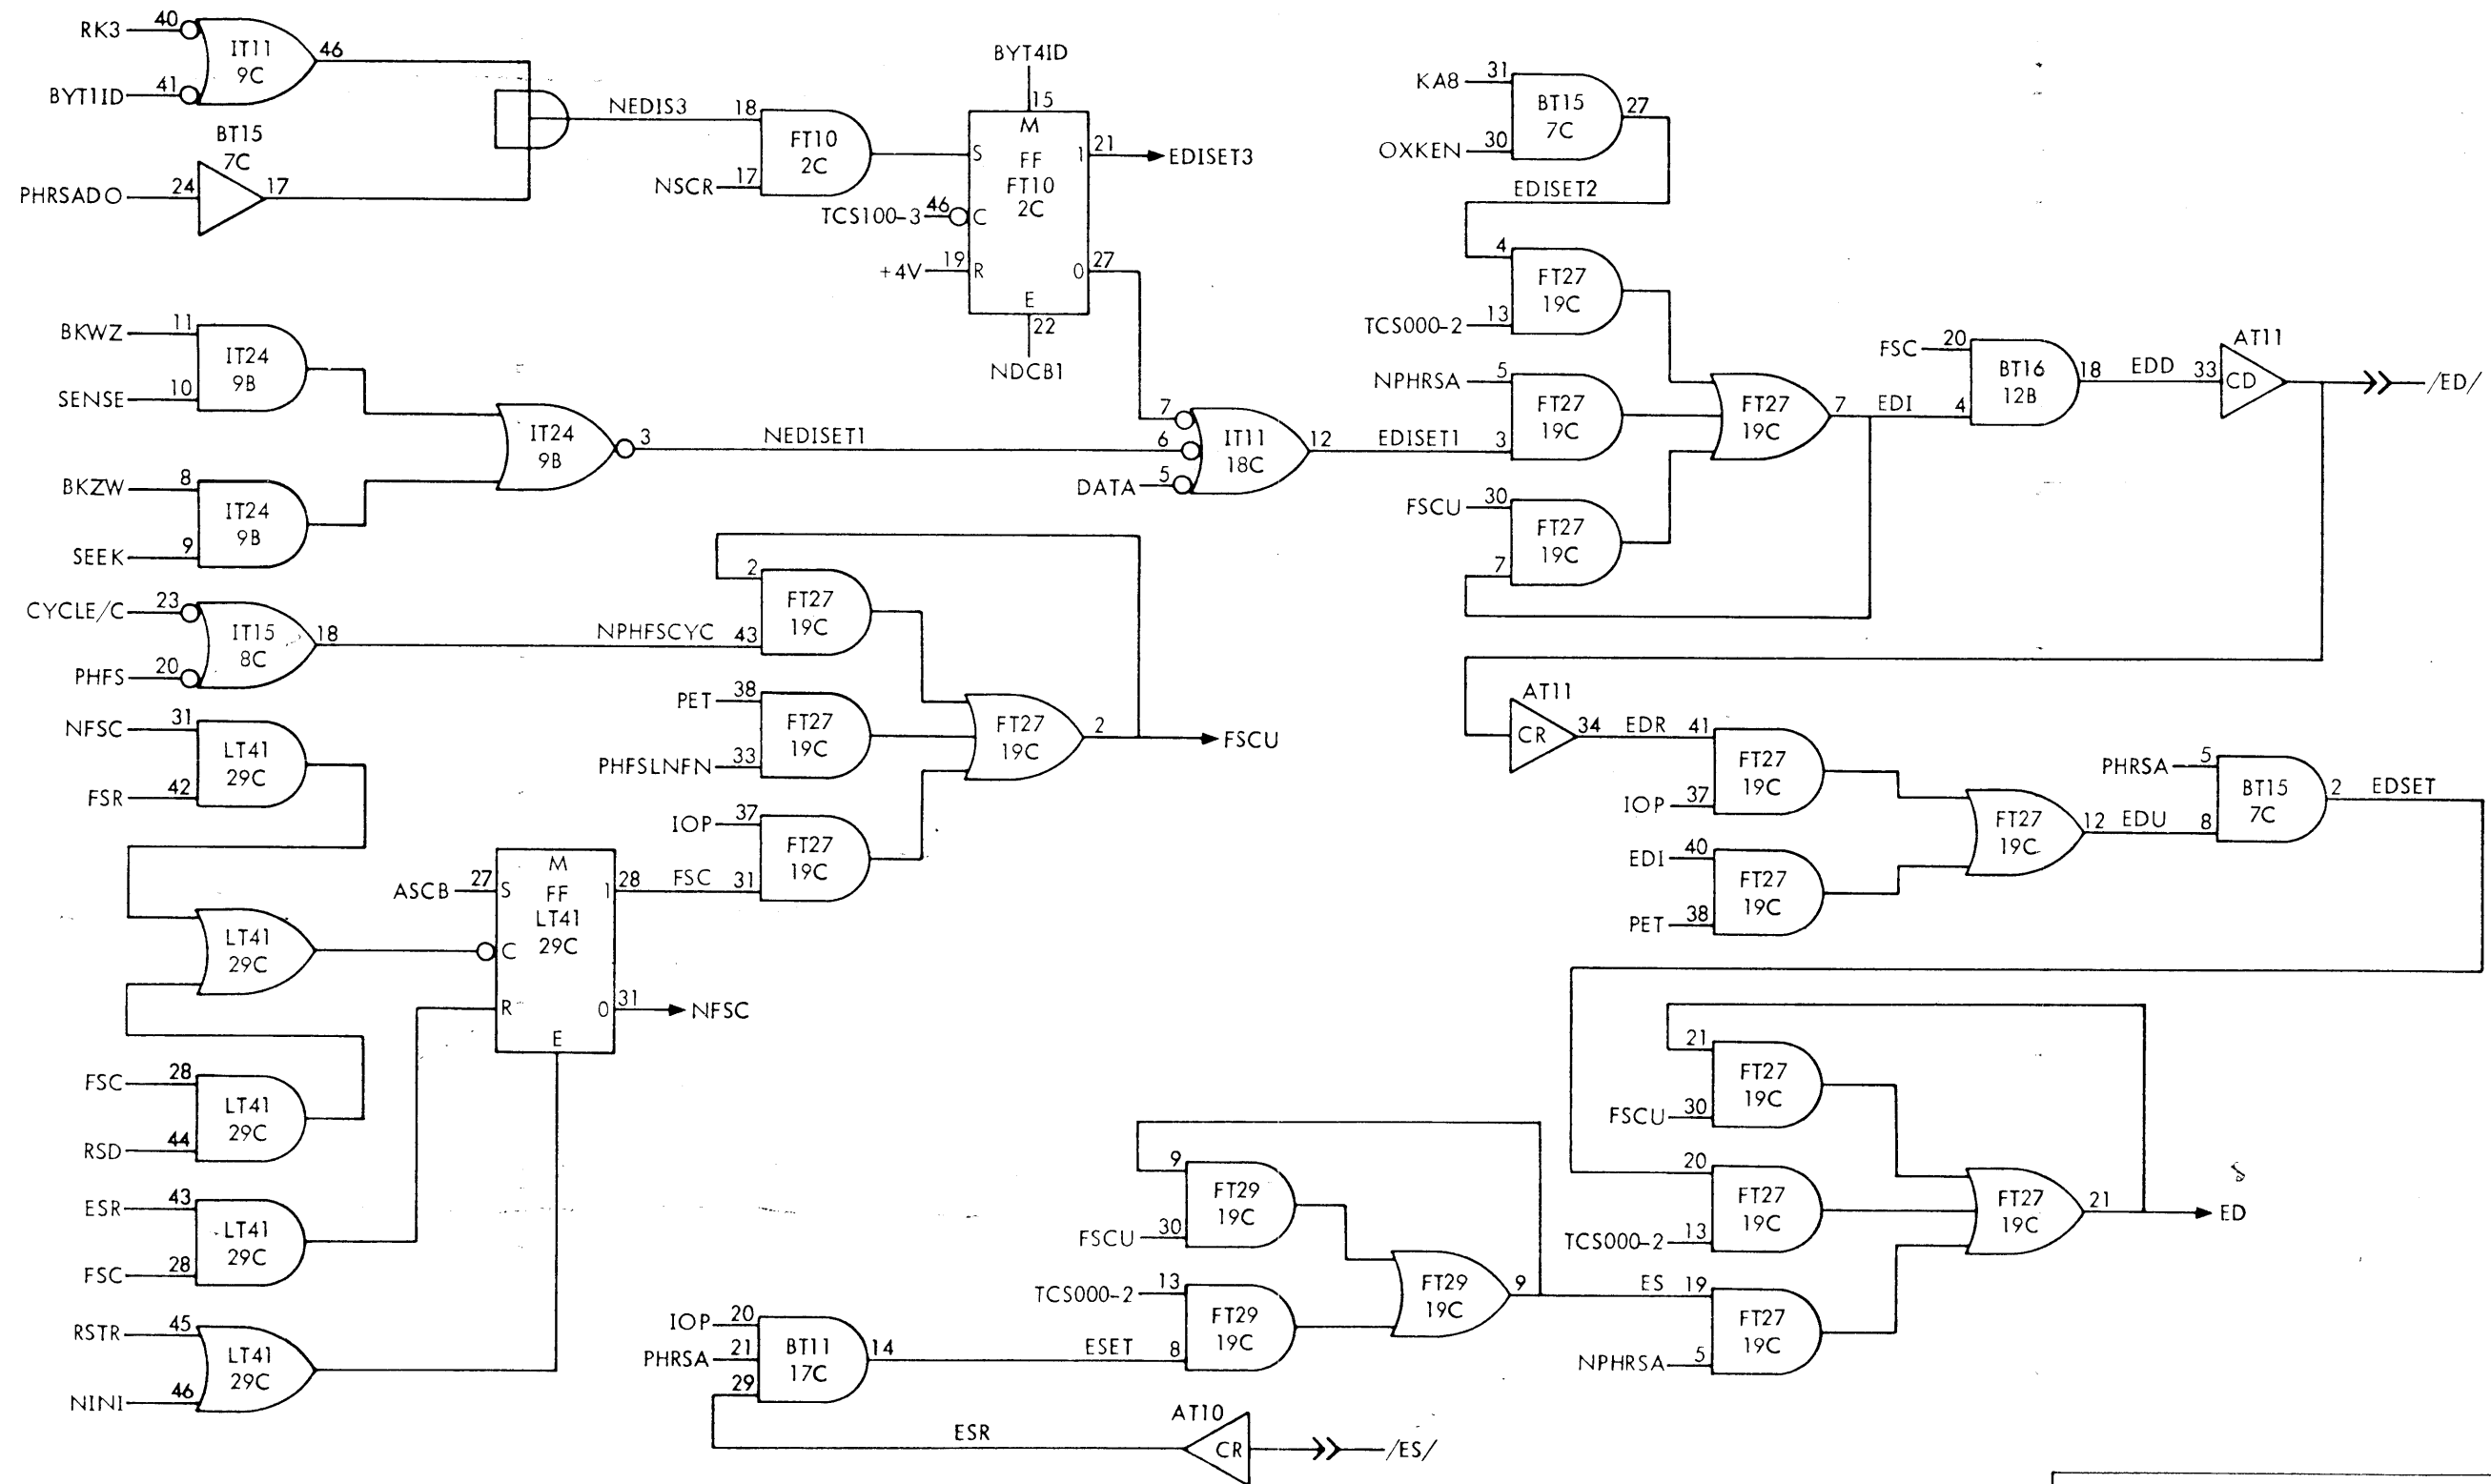 RK3 40
IT11
9C
46
BYT1ID 41
BT15
7C
PHRSADO 24 17
NEDIS3 18
FT10
2C
NSCR 17
BYT4ID
15
M
S FF 1 21 EDISET3
FT10
2C
TCS100-3 46 C
+4V 19 R 0 27
E
22
NDCB1
KA8 31
BT15
7C
27
OXKEN 30
EDISET2
4
FT27
19C
TCS000-2 13
NPHRSA 5
FT27
19C
EDISET1 3
FSCU 30
FT27
19C
7
FT27
19C
7 EDI 4
FSC 20
BT16
12B
18 EDD 33
AT11
CD
/ED/
BKWZ 11
IT24
9B
SENSE 10
BKZW 8
IT24
9B
SEEK 9
IT24
9B
3 NEDISET1 6
7
DATA 5
IT11
18C
12
CYCLE/C 23
IT15
8C
18 NPHFSCYC 43
PHFS 20
2
FT27
19C
PET 38
FT27
19C
PHFSLNFN 33
IOP 37
FT27
19C
FSC 31
FT27
19C
2 FSCU
NFSC 31
LT41
29C
FSR 42
LT41
29C
ASCB 27 S
M
FF
LT41
29C
1 28
C
R 0 31 NFSC
E
FSC 28
LT41
29C
RSD 44
ESR 43
LT41
29C
FSC 28
RSTR 45
LT41
29C
NINI 46
AT11
CR
34 EDR 41
FT27
19C
IOP 37
EDI 40
FT27
19C
PET 38
FT27
19C
12 EDU 8
PHRSA 5
BT15
7C
2 EDSET
21
FT27
19C
FSCU 30
20
FT27
19C
TCS000-2 13
ES 19
FT27
19C
NPHRSA 5
FT27
19C
21 ED
9
FT29
19C
FSCU 30
TCS000-2 13
FT29
19C
ESET 8
FT29
19C
9
IOP 20
PHRSA 21
BT11
17C
14
29
ESR
AT10
CR
/ES/